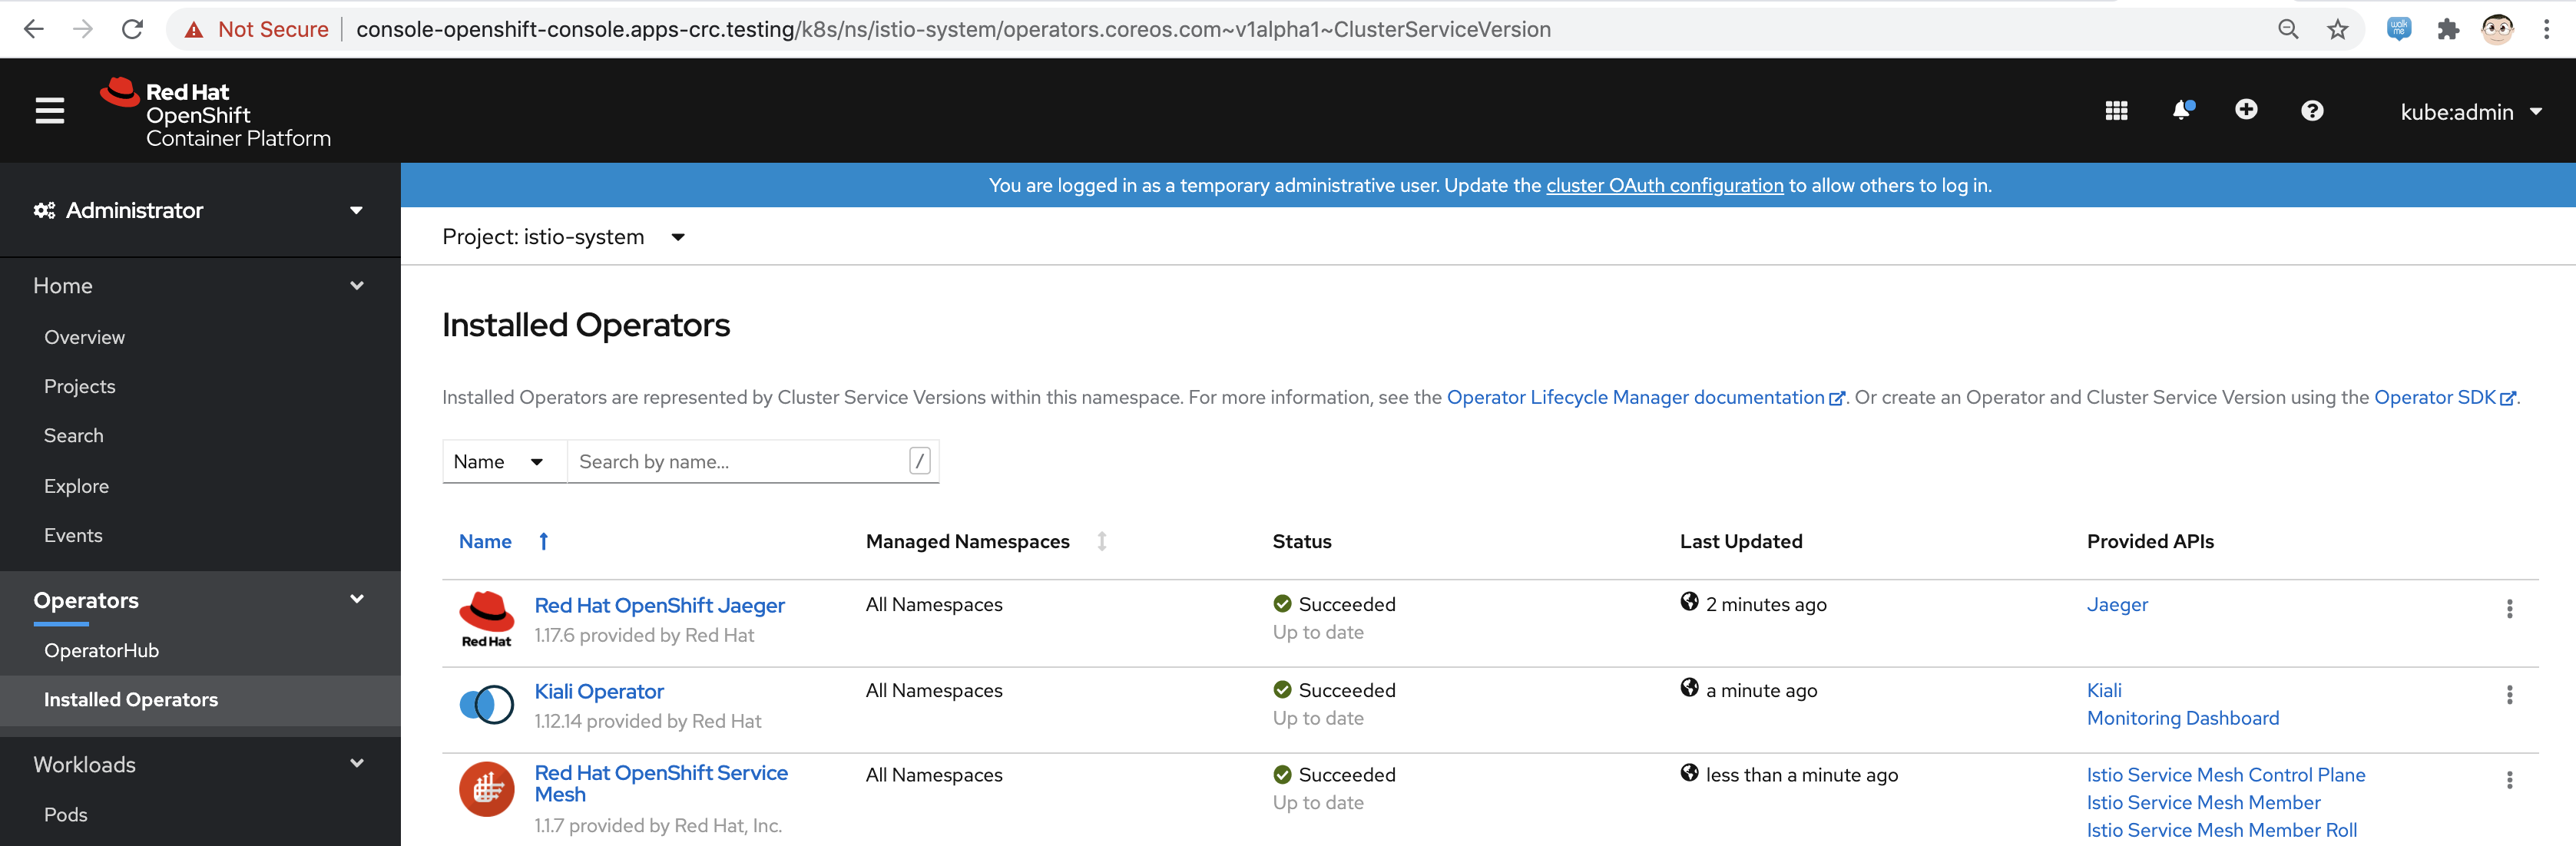 Not Secure console-openshift-console.apps-crc.testing/k8s/ns/istio-system/operators.coreos.com~v1alpha1~ClusterServiceVersion
walk me
Red Hat
OpenShift
Container Platform
kube:admin
Administrator
Home
Overview
Projects
Search
Explore
Events
Operators
OperatorHub
Installed Operators
Workloads
Pods
You are logged in as a temporary administrative user. Update the cluster OAuth configuration to allow others to log in.
Project: istio-system
Installed Operators
Installed Operators are represented by Cluster Service Versions within this namespace. For more information, see the Operator Lifecycle Manager documentation. Or create an Operator and Cluster Service Version using the Operator SDK.
Name Search by name... /
Name Managed Namespaces Status Last Updated Provided APIs
Red Hat OpenShift Jaeger All Namespaces Succeeded 2 minutes ago Jaeger
Red Hat 1.17.6 provided by Red Hat Up to date
Kiali Operator All Namespaces Succeeded a minute ago Kiali
1.12.14 provided by Red Hat Up to date Monitoring Dashboard
Red Hat OpenShift Service All Namespaces Succeeded less than a minute ago Istio Service Mesh Control Plane
Mesh Up to date Istio Service Mesh Member
1.1.7 provided by Red Hat, Inc. Istio Service Mesh Member Roll